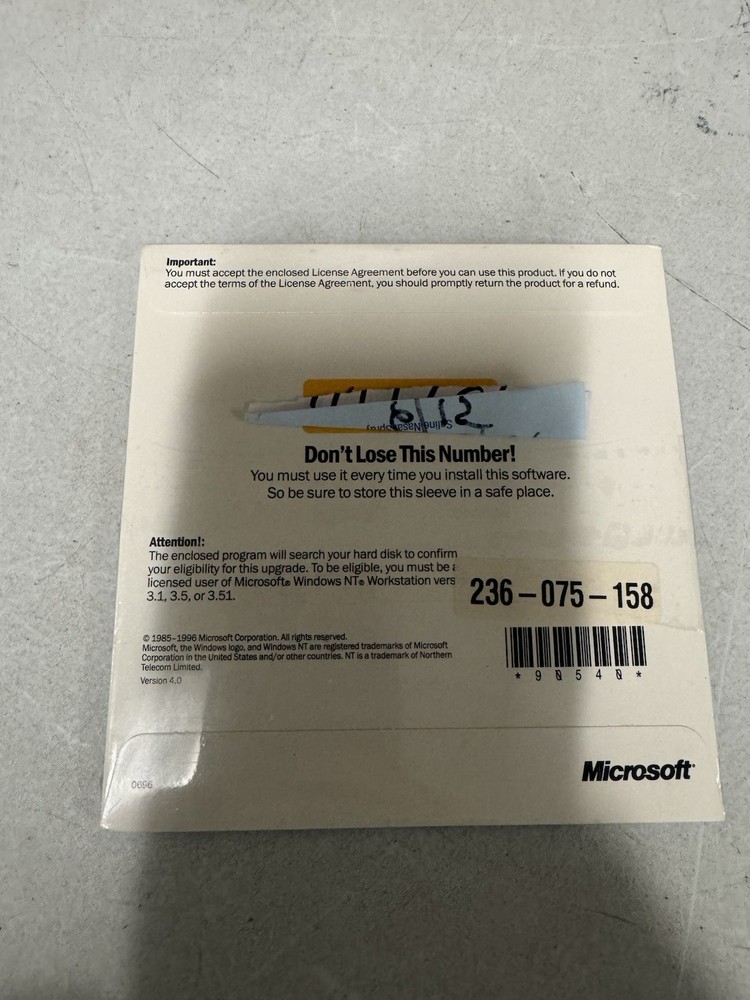 Important:
You must accept the enclosed License Agreement before you can use this product. If you do not
accept the terms of the License Agreement, you should promptly return the product for a refund.
Saline Nasal Spray
Don't Lose This Number!
You must use it every time you install this software.
So be sure to store this sleeve in a safe place.
Attention!:
The enclosed program will search your hard disk to confirm
your eligibility for this upgrade. To be eligible, you must be a
licensed user of Microsoft® Windows NT® Workstation vers
3.1, 3.5, or 3.51.
236-075-158
© 1985-1996 Microsoft Corporation. All rights reserved.
Microsoft, the Windows logo, and Windows NT are registered trademarks of Microsoft
Corporation in the United States and/or other countries. NT is a trademark of Northern
Telecom Limited.
Version 4.0
*90540*
0696
Microsoft®